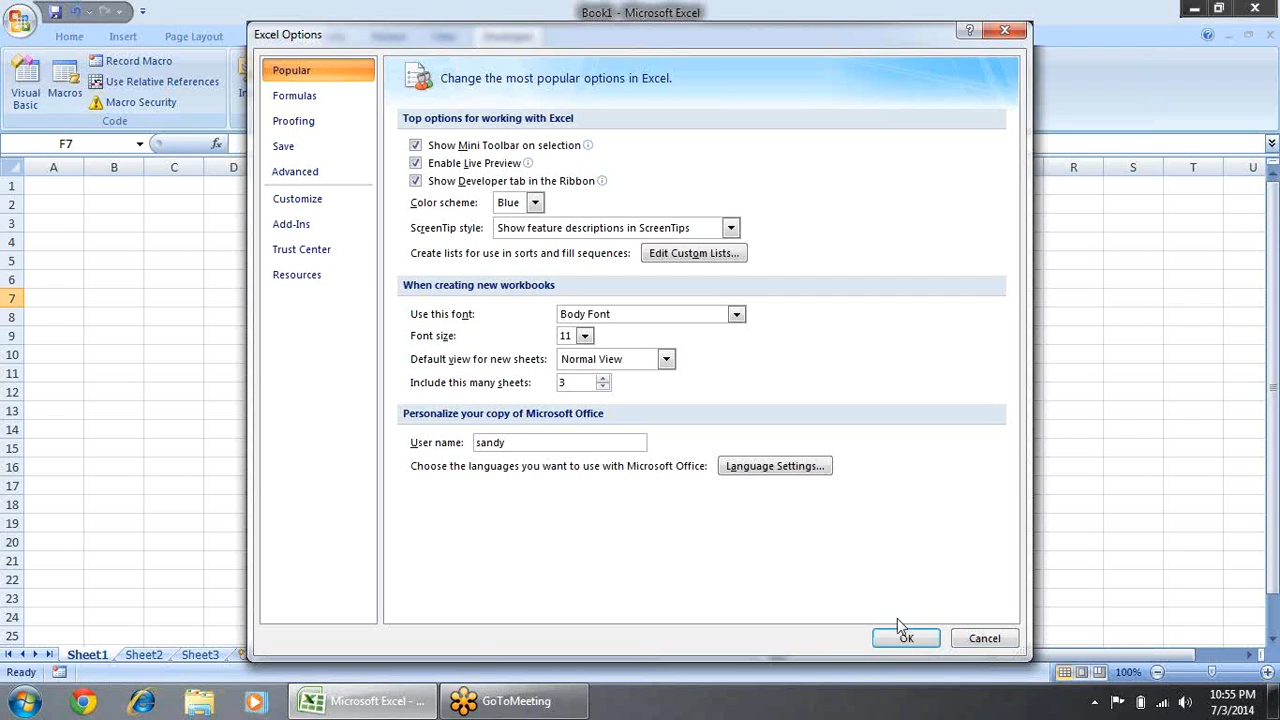 Book1 - Microsoft Excel
Home Insert Page Layout
Excel Options
Record Macro
Use Relative References
Macro Security
Visual Basic
Macros
Code
F7
fx
A B C D R S T U
1
2
3
4
5
6
7
8
9
10
11
12
13
14
15
16
17
18
19
20
21
22
23
24
25
Popular
Formulas
Proofing
Save
Advanced
Customize
Add-Ins
Trust Center
Resources
Change the most popular options in Excel.
Top options for working with Excel
Show Mini Toolbar on selection
Enable Live Preview
Show Developer tab in the Ribbon
Color scheme: Blue
ScreenTip style: Show feature descriptions in ScreenTips
Create lists for use in sorts and fill sequences: Edit Custom Lists...
When creating new workbooks
Use this font: Body Font
Font size: 11
Default view for new sheets: Normal View
Include this many sheets: 3
Personalize your copy of Microsoft Office
User name: sandy
Choose the languages you want to use with Microsoft Office: Language Settings...
OK Cancel
Sheet1 Sheet2 Sheet3
Ready 100%
Microsoft Excel - ... GoToMeeting
10:55 PM
7/3/2014